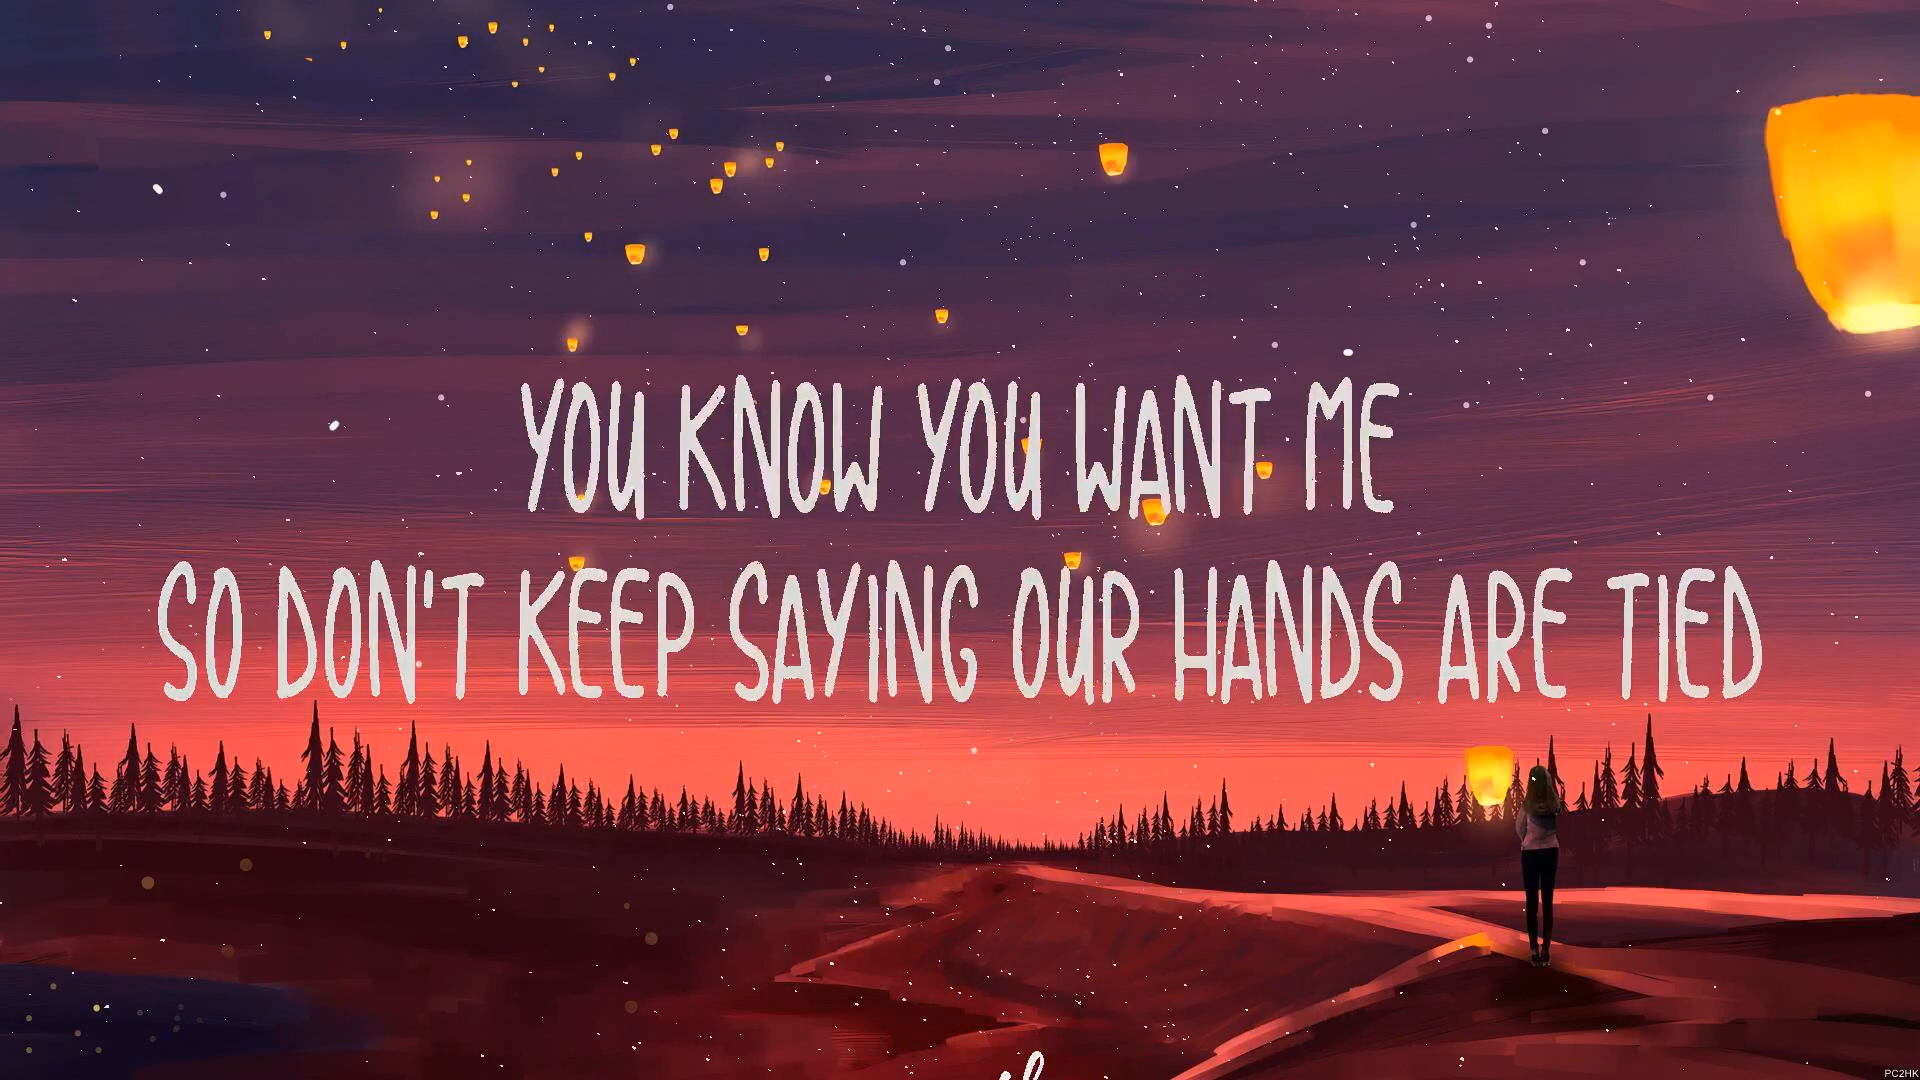 YOU KNOW YOU WANT ME
SO DON'T KEEP SAYING OUR HANDS ARE TIED
PC2HK